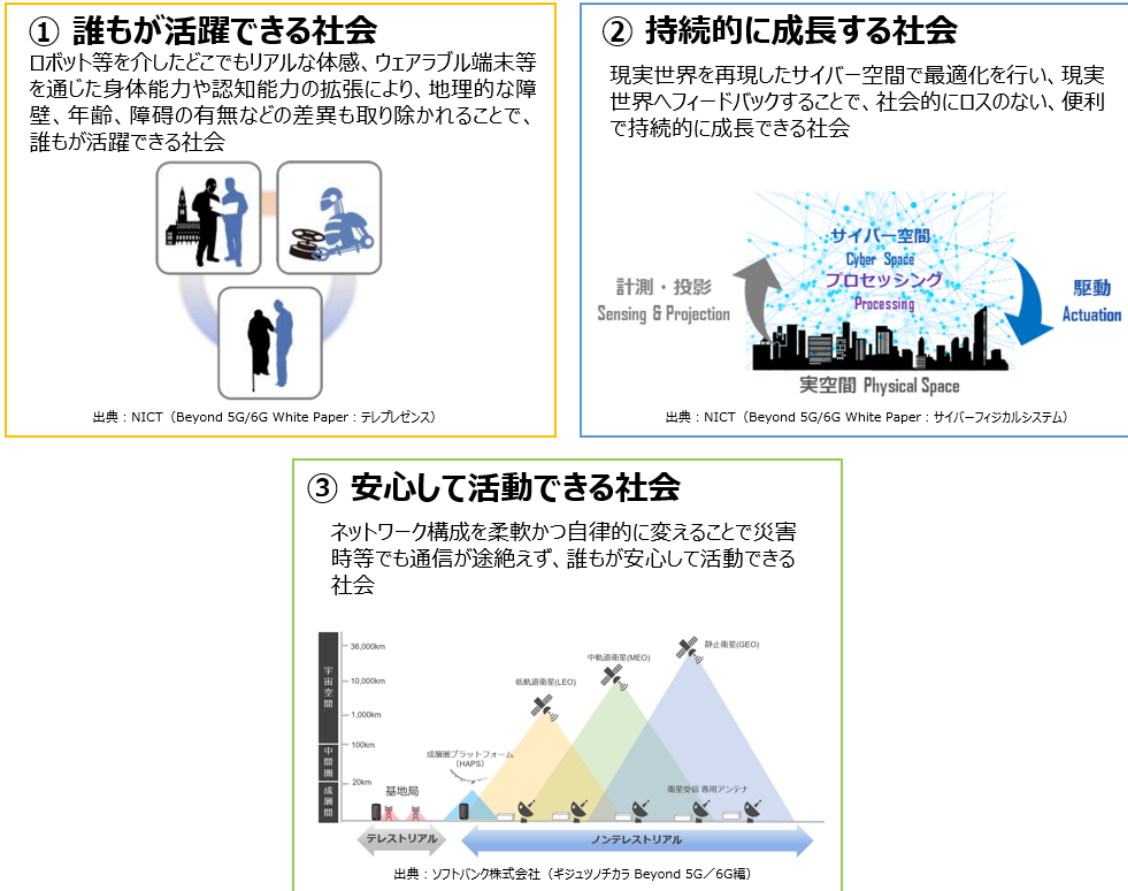 ① 誰もが活躍できる社会
ロボット等を介したどこでもリアルな体感、ウェアラブル端末等
を通じた身体能力や認知能力の拡張により、地理的な障
壁、年齢、障碍の有無などの差異も取り除かれることで、
誰もが活躍できる社会
出典：NICT（Beyond 5G/6G White Paper：テレプレゼンス）
② 持続的に成長する社会
現実世界を再現したサイバー空間で最適化を行い、現実
世界へフィードバックすることで、社会的にロスのない、便利
で持続的に成長できる社会
サイバー空間
Cyber Space
プロセッシング
Processing
計測・投影
Sensing & Projection
駆動
Actuation
実空間 Physical Space
出典：NICT（Beyond 5G/6G White Paper：サイバーフィジカルシステム）
③ 安心して活動できる社会
ネットワーク構成を柔軟かつ自律的に変えることで災害
時等でも通信が途絶えず、誰もが安心して活動できる
社会
宇宙空間
中間圏
成層圏
36,000km
10,000km
1,000km
100km
20km
静止衛星(GEO)
中軌道衛星(MEO)
低軌道衛星(LEO)
成層圏プラットフォーム
（HAPS）
基地局
衛星受信 専用アンテナ
テレストリアル
ノンテレストリアル
出典：ソフトバンク株式会社（ギジュツノチカラ Beyond 5G／6G編）